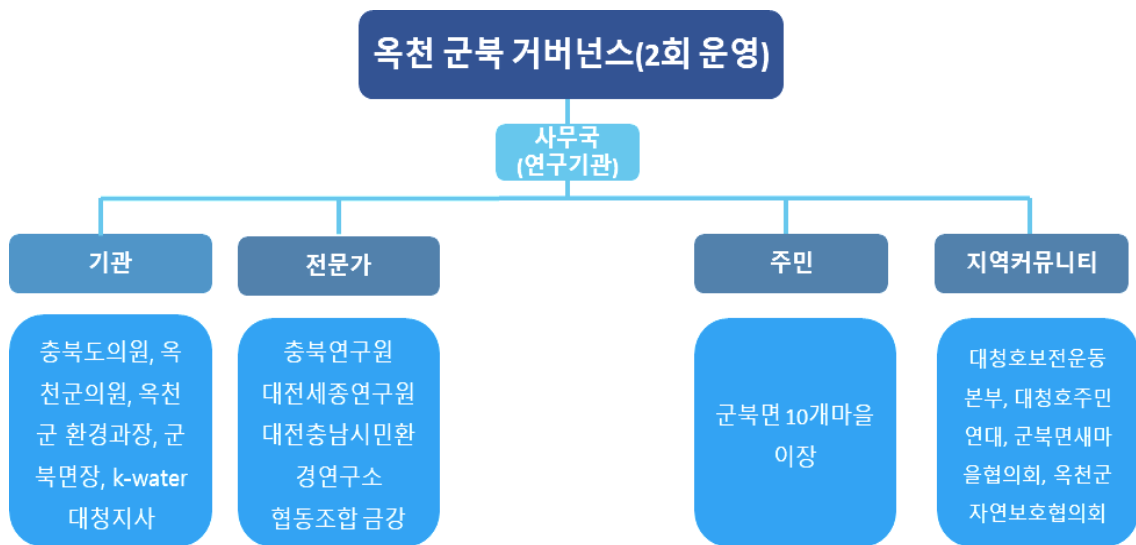 옥천 군북 거버넌스(2회 운영)
사무국
(연구기관)
기관
전문가
주민
지역커뮤니티
충북도의원, 옥
천군의원, 옥천
군 환경과장, 군
북면장, k-water
대청지사
충북연구원
대전세종연구원
대전충남시민환
경연구소
협동조합 금강
군북면 10개마을
이장
대청호보전운동
본부, 대청호주민
연대, 군북면새마
을협의회, 옥천군
자연보호협의회